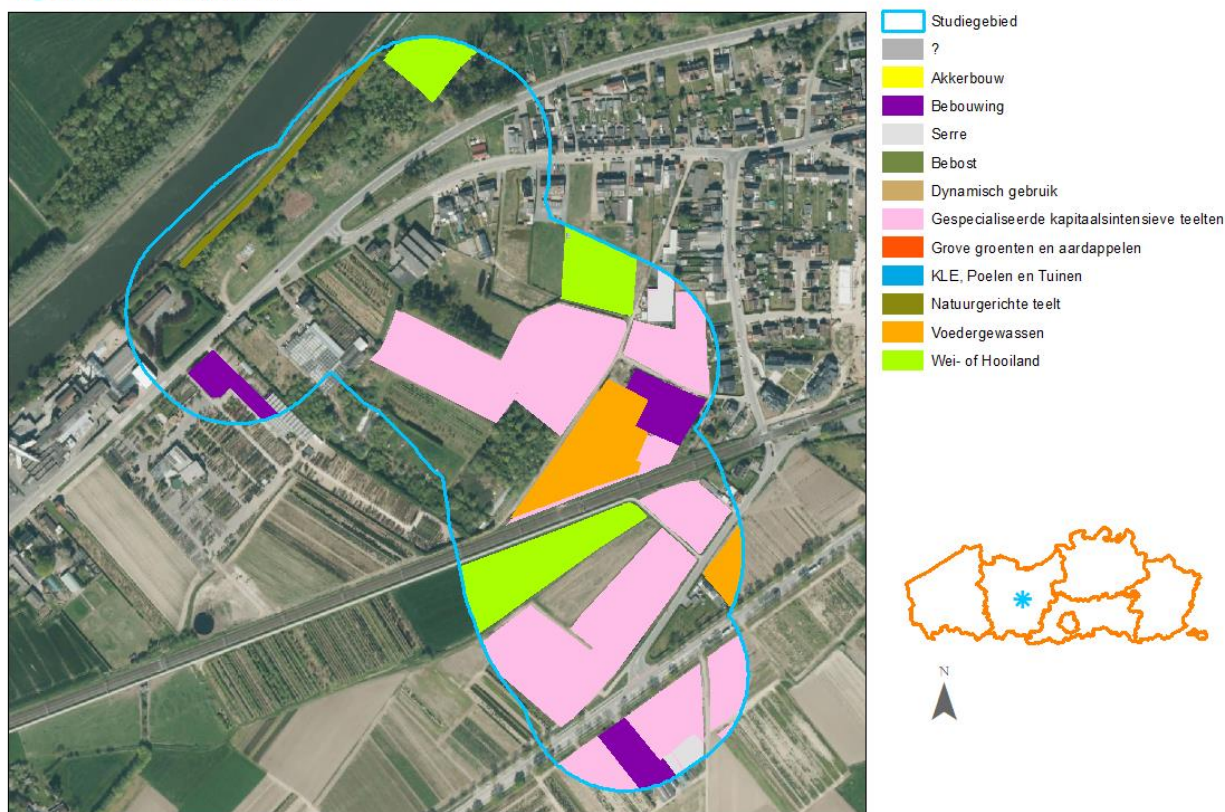 Studiegebied
?
Akkerbouw
Bebouwing
Serre
Bebost
Dynamisch gebruik
Gespecialiseerde kapitaalsintensieve teelten
Grove groenten en aardappelen
KLE, Poelen en Tuinen
Natuurgerichte teelt
Voedergewassen
Wei- of Hooiland
N